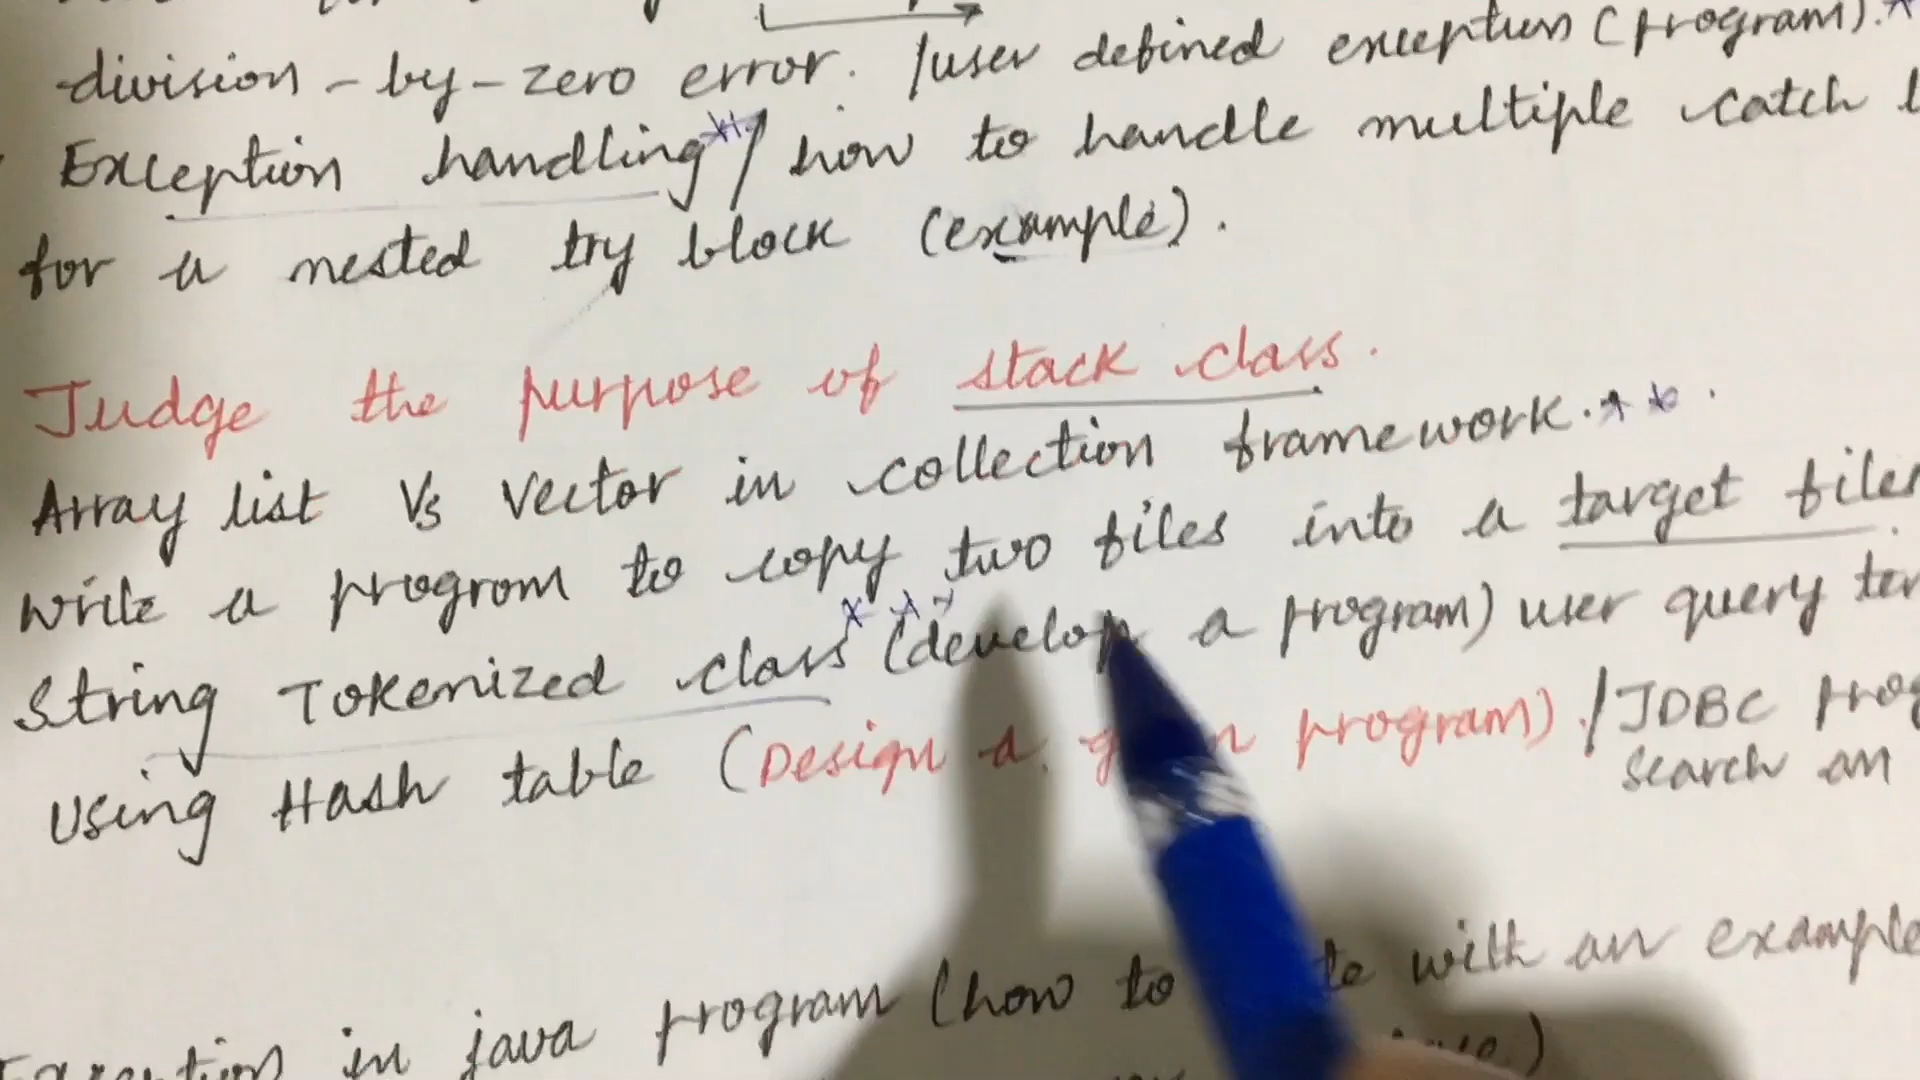 division-by-zero error. /user defined exception (program).*
Exception handling** / how to handle multiple catch
for a nested try block (example).
Judge the purpose of stack class.
Array list Vs Vector in collection framework.**.
write a program to copy two files into a target file
String Tokenized class*** (develop a program) user query
using Hash table (Design a program). /JDBC
search an
in java program (how to with an example